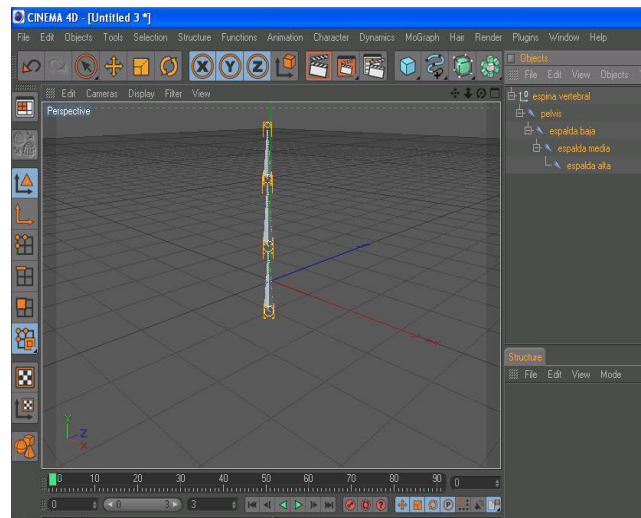 CINEMA 4D - [Untitled 3 *]
File Edit Objects Tools Selection Structure Functions Animation Character Dynamics MoGraph Hair Render Plugins Window Help
Objects
File Edit View Objects
Edit Cameras Display Filter View
Perspective
espina vertebral
pelvis
espalda baja
espalda media
espalda alta
X Y Z
Structure
File Edit View Mode
Y
Z
X
0 10 20 30 40 50 60 70 80 90 0
0 0 3 3